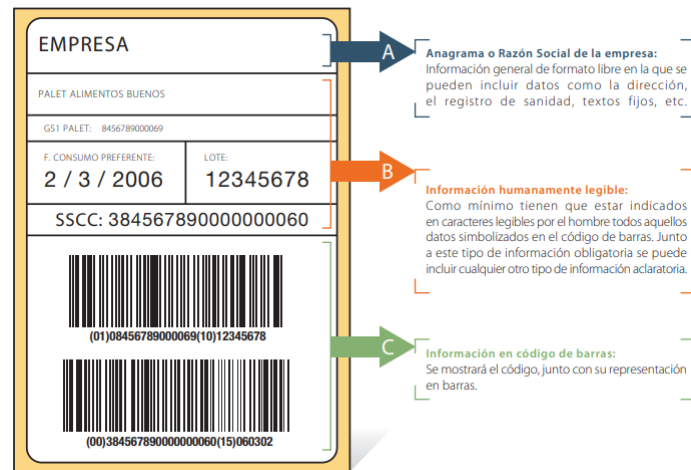 EMPRESA
PALET ALIMENTOS BUENOS
GS1 PALET: 8456789000069
F. CONSUMO PREFERENTE:
2 / 3 / 2006
LOTE:
12345678
SSCC: 384567890000000060
(01)08456789000069(10)12345678
(00)384567890000000060(15)060302
A
Anagrama o Razón Social de la empresa:
Información general de formato libre en la que se
pueden incluir datos como la dirección,
el registro de sanidad, textos fijos, etc.
B
Información humanamente legible:
Como mínimo tienen que estar indicados
en caracteres legibles por el hombre todos aquellos
datos simbolizados en el código de barras. Junto
a este tipo de información obligatoria se puede
incluir cualquier otro tipo de información aclaratoria.
C
Información en código de barras:
Se mostrará el código, junto con su representación
en barras.